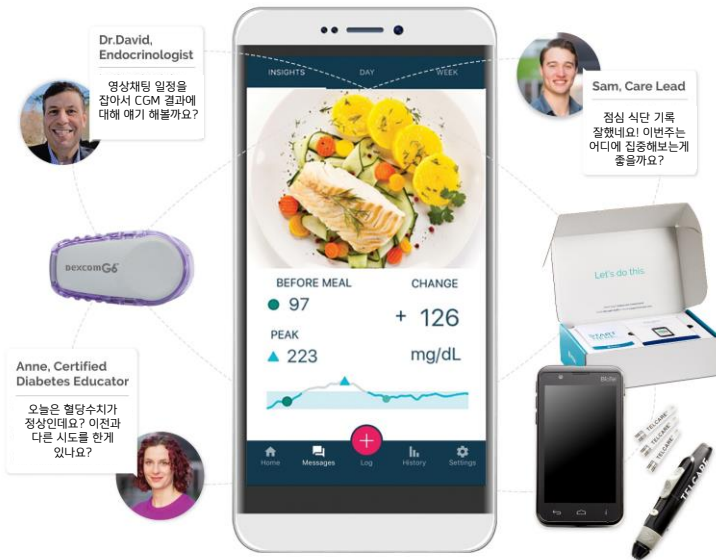 Dr.David,
Endocrinologist
영상채팅 일정을
잡아서 CGM 결과에
대해 얘기 해볼까요?
INSIGHTS
DAY
WEEK
Sam, Care Lead
점심 식단 기록
잘했네요! 이번주는
어디에 집중해보는게
좋을까요?
Dexcom G6
Let's do this.
START
BEFORE MEAL
97
CHANGE
+ 126
mg/dL
PEAK
223
Anne, Certified
Diabetes Educator
오늘은 혈당수치가
정상인데요? 이전과
다른 시도를 한게
있나요?
Home
Messages
Log
History
Settings
TELCARE
TELCARE
TELCARE
TELCARE